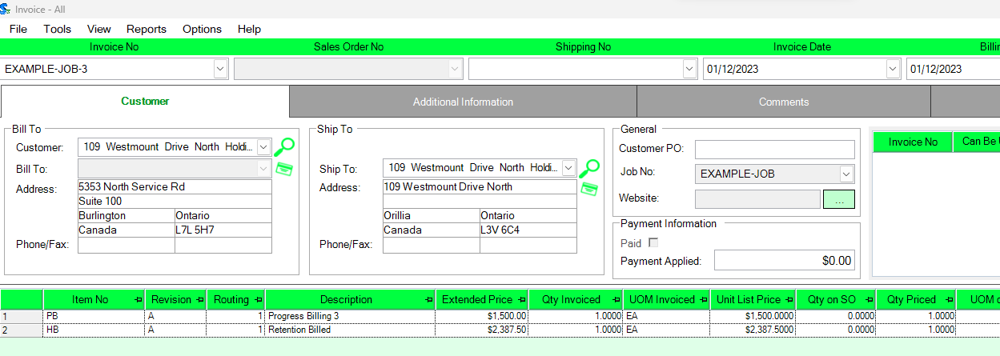 Invoice - All
File Tools View Reports Options Help
Invoice No Sales Order No Shipping No Invoice Date Billin
EXAMPLE-JOB-3 01/12/2023 01/12/2023
Customer Additional Information Comments
Bill To Ship To General
Customer: 109 Westmount Drive North Holdi... Customer PO: Invoice No Can Be
Bill To: Ship To: 109 Westmount Drive North Holdi... Job No: EXAMPLE-JOB
Address: 5353 North Service Rd Address: 109 Westmount Drive North
Suite 100 Website: ...
Burlington Ontario Orillia Ontario
Canada L7L 5H7 Canada L3V 6C4 Payment Information
Phone/Fax: Phone/Fax: Paid
Payment Applied: $0.00
Item No Revision Routing Description Extended Price Qty Invoiced UOM Invoiced Unit List Price Qty on SO Qty Priced UOM
1 PB A 1 Progress Billing 3 $1,500.00 1.0000 EA $1,500.0000 0.0000 1.0000
2 HB A 1 Retention Billed $2,387.50 1.0000 EA $2,387.5000 0.0000 1.0000